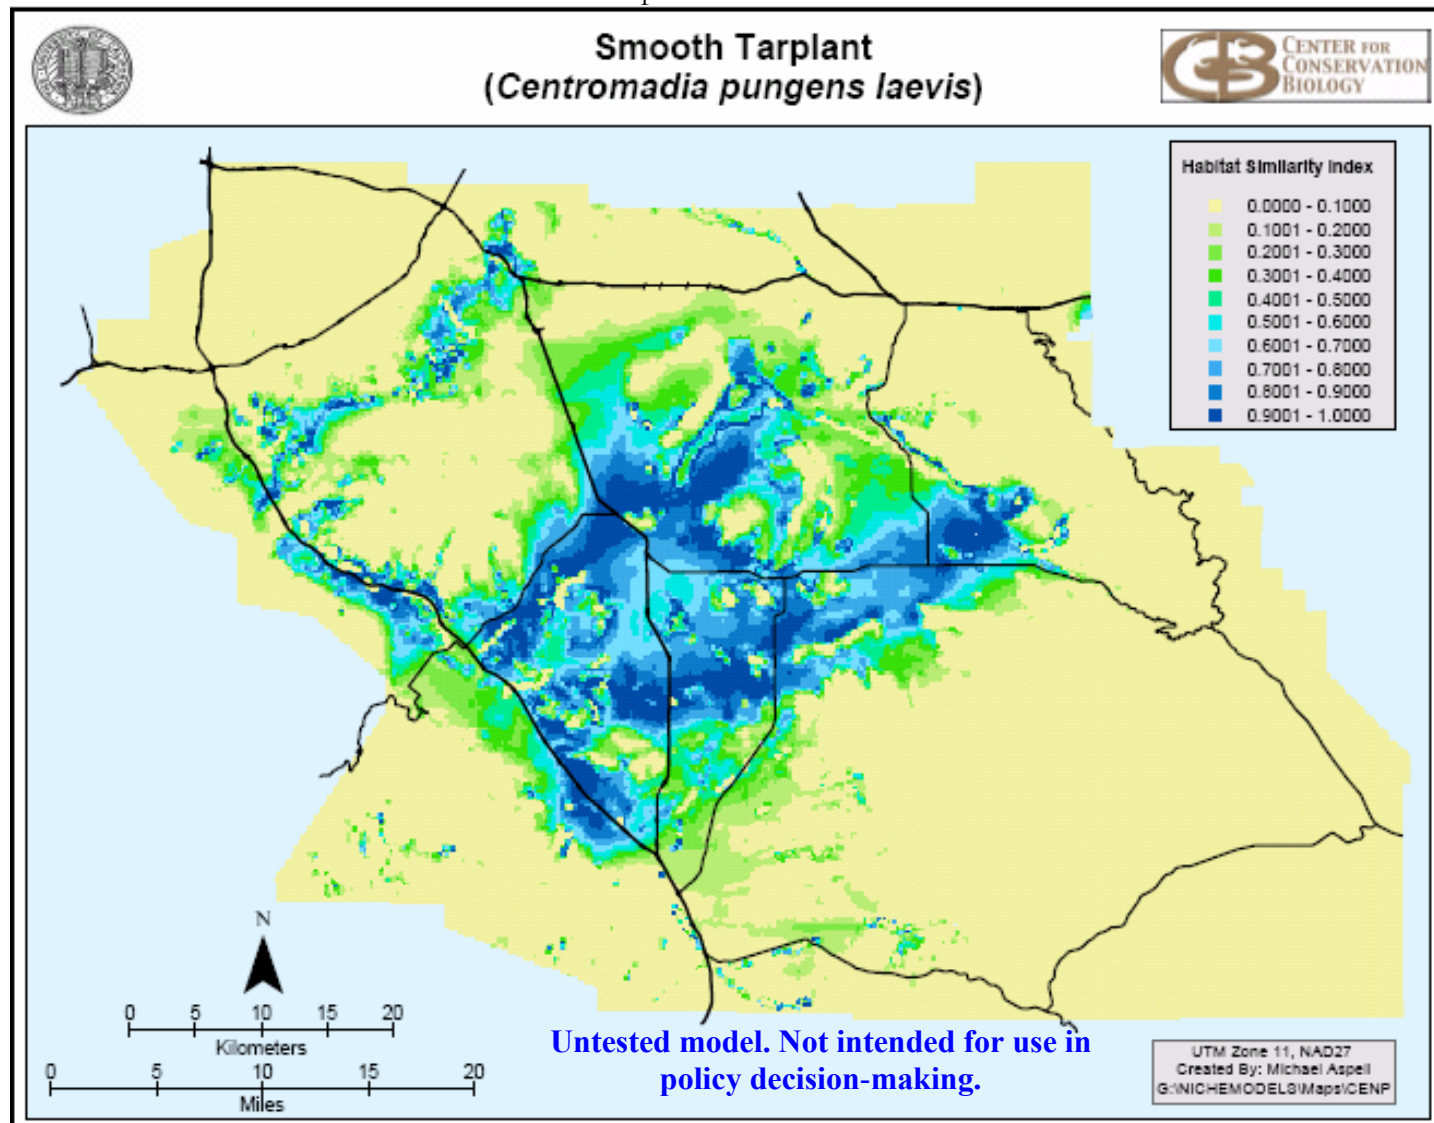 Smooth Tarplant
(Centromadia pungens laevis)
CENTER FOR
CONSERVATION
BIOLOGY
Habitat Similarity Index
0.0000 - 0.1000
0.1001 - 0.2000
0.2001 - 0.3000
0.3001 - 0.4000
0.4001 - 0.5000
0.5001 - 0.6000
0.6001 - 0.7000
0.7001 - 0.8000
0.8001 - 0.9000
0.9001 - 1.0000
N
0 5 10 15 20
Kilometers
0 5 10 15 20
Miles
Untested model. Not intended for use in
policy decision-making.
UTM Zone 11, NAD27
Created By: Michael Aspell
G:\NICHEMODELS\Maps\CENP